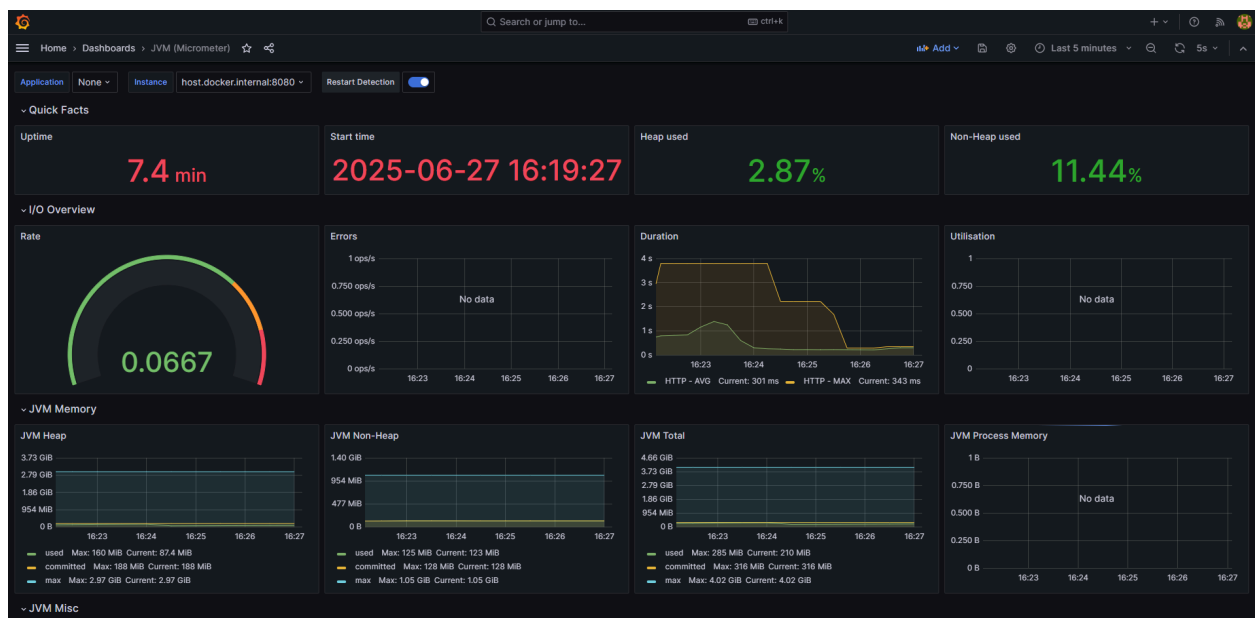 Search or jump to... ctrl+k
Home › Dashboards › JVM (Micrometer) Add Last 5 minutes 5s
Application None Instance host.docker.internal:8080 Restart Detection
Quick Facts
Uptime
7.4 min
Start time
2025-06-27 16:19:27
Heap used
2.87%
Non-Heap used
11.44%
I/O Overview
Rate
0.0667
Errors
1 ops/s
0.750 ops/s
0.500 ops/s
0.250 ops/s
0 ops/s
No data
16:23 16:24 16:25 16:26 16:27
Duration
4 s
3 s
2 s
1 s
0 s
16:23 16:24 16:25 16:26 16:27
HTTP - AVG Current: 301 ms HTTP - MAX Current: 343 ms
Utilisation
1
0.750
0.500
0.250
0
No data
16:23 16:24 16:25 16:26 16:27
JVM Memory
JVM Heap
3.73 GiB
2.79 GiB
1.86 GiB
954 MiB
0 B
16:23 16:24 16:25 16:26 16:27
used Max: 160 MiB Current: 87.4 MiB
committed Max: 188 MiB Current: 188 MiB
max Max: 2.97 GiB Current: 2.97 GiB
JVM Non-Heap
1.40 GiB
954 MiB
477 MiB
0 B
16:23 16:24 16:25 16:26 16:27
used Max: 125 MiB Current: 123 MiB
committed Max: 128 MiB Current: 128 MiB
max Max: 1.05 GiB Current: 1.05 GiB
JVM Total
4.66 GiB
3.73 GiB
2.79 GiB
1.86 GiB
954 MiB
0 B
16:23 16:24 16:25 16:26 16:27
used Max: 285 MiB Current: 210 MiB
committed Max: 316 MiB Current: 316 MiB
max Max: 4.02 GiB Current: 4.02 GiB
JVM Process Memory
1 B
0.750 B
0.500 B
0.250 B
0 B
No data
16:23 16:24 16:25 16:26 16:27
JVM Misc